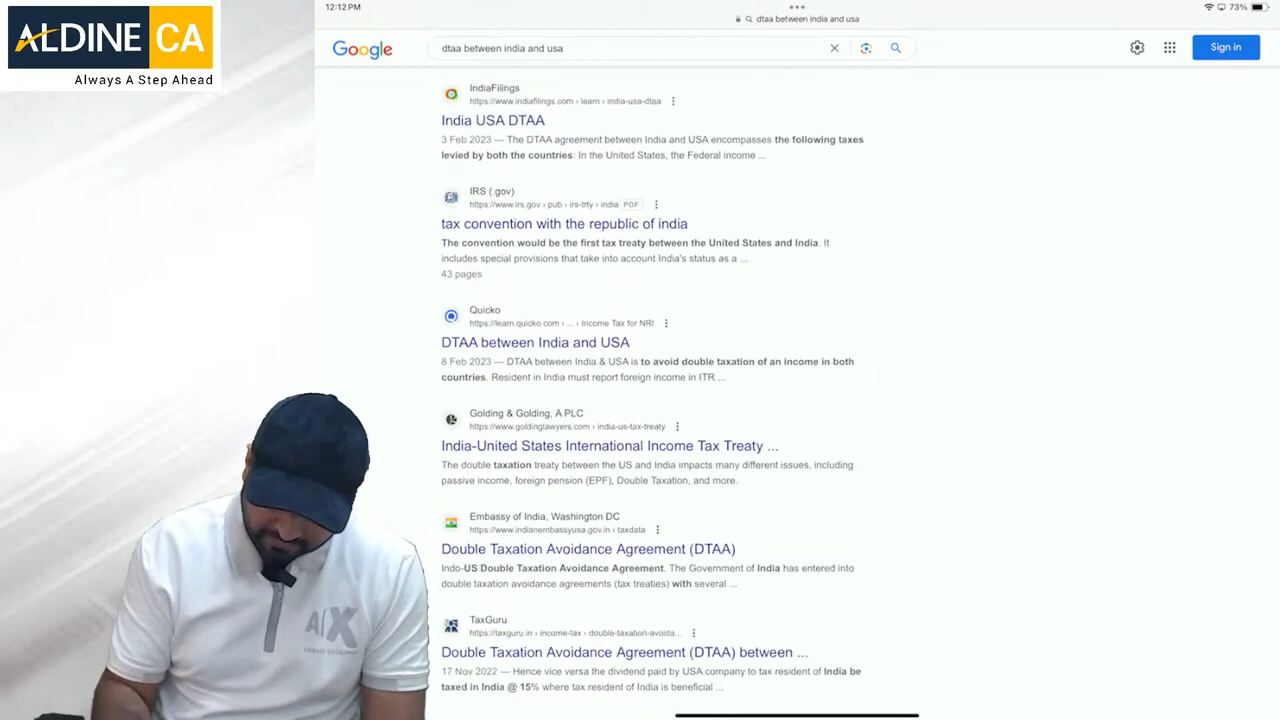 ALDINE CA
Always A Step Ahead
12:12 PM
73%
dtaa between india and usa
Google
dtaa between india and usa
Sign in
IndiaFilings
https://www.indiafilings.com › learn › india-usa-dtaa
India USA DTAA
3 Feb 2023 — The DTAA agreement between India and USA encompasses the following taxes
levied by both the countries: In the United States, the Federal income ...
IRS (.gov)
https://www.irs.gov › pub › irs-trty › india PDF
tax convention with the republic of india
The convention would be the first tax treaty between the United States and India. It
includes special provisions that take into account India's status as a ...
43 pages
Quicko
https://learn.quicko.com › ... › Income Tax for NRI
DTAA between India and USA
8 Feb 2023 — DTAA between India & USA is to avoid double taxation of an income in both
countries. Resident in India must report foreign income in ITR ...
Golding & Golding, A PLC
https://www.goldinglawyers.com › india-us-tax-treaty
India-United States International Income Tax Treaty ...
The double taxation treaty between the US and India impacts many different issues, including
passive income, foreign pension (EPF), Double Taxation, and more.
Embassy of India, Washington DC
https://www.indianembassyusa.gov.in › taxdata
Double Taxation Avoidance Agreement (DTAA)
Indo-US Double Taxation Avoidance Agreement. The Government of India has entered into
double taxation avoidance agreements (tax treaties) with several ...
TaxGuru
https://taxguru.in › income-tax › double-taxation-avoida...
Double Taxation Avoidance Agreement (DTAA) between ...
17 Nov 2022 — Hence vice versa the dividend paid by USA company to tax resident of India be
taxed in India @ 15% where tax resident of India is beneficial ...